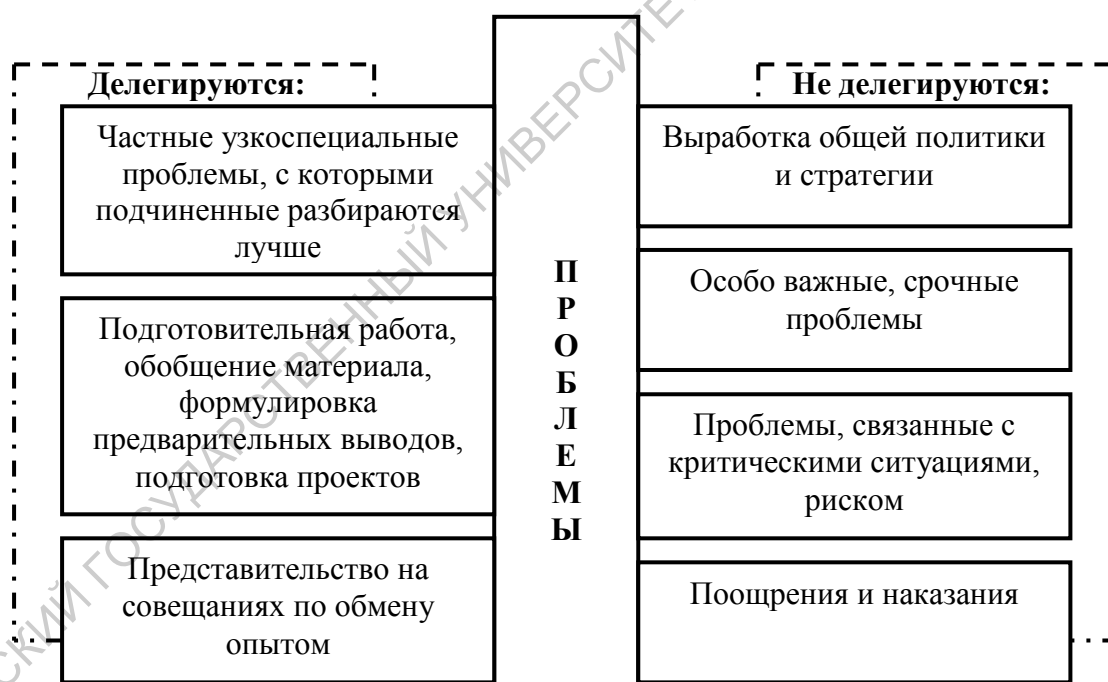 Делегируются:
Частные узкоспециальные
проблемы, с которыми
подчиненные разбираются
лучше
Подготовительная работа,
обобщение материала,
формулировка
предварительных выводов,
подготовка проектов
Представительство на
совещаниях по обмену
опытом
П
Р
О
Б
Л
Е
М
Ы
Не делегируются:
Выработка общей политики
и стратегии
Особо важные, срочные
проблемы
Проблемы, связанные с
критическими ситуациями,
риском
Поощрения и наказания
ГОСУДАРСТВЕННЫЙ